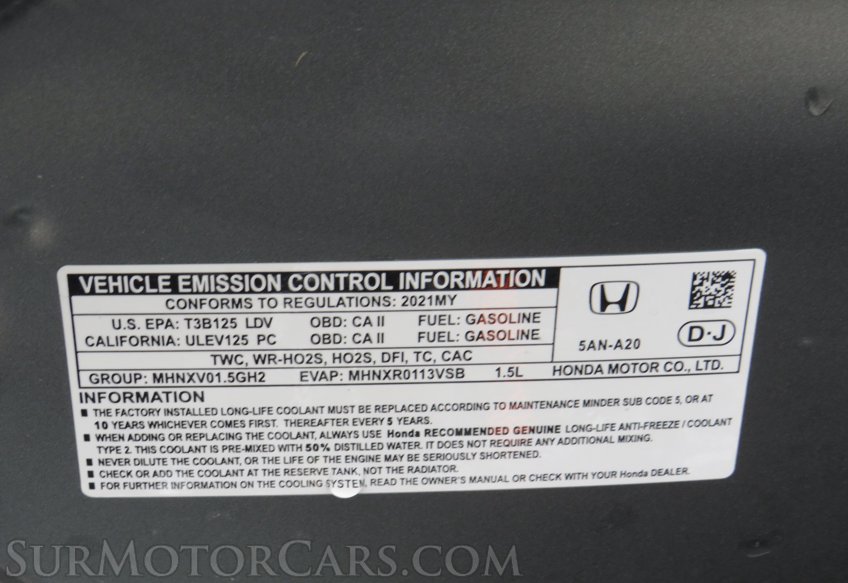 VEHICLE EMISSION CONTROL INFORMATION
CONFORMS TO REGULATIONS: 2021MY
U.S. EPA: T3B125 LDV OBD: CA II FUEL: GASOLINE
CALIFORNIA: ULEV125 PC OBD: CA II FUEL: GASOLINE
TWC, WR-HO2S, HO2S, DFI, TC, CAC
GROUP: MHNXV01.5GH2 EVAP: MHNXR0113VSB 1.5L
5AN-A20
D·J
HONDA MOTOR CO., LTD.
INFORMATION
■ THE FACTORY INSTALLED LONG-LIFE COOLANT MUST BE REPLACED ACCORDING TO MAINTENANCE MINDER SUB CODE 5, OR AT
10 YEARS WHICHEVER COMES FIRST. THEREAFTER EVERY 5 YEARS.
■ WHEN ADDING OR REPLACING THE COOLANT, ALWAYS USE Honda RECOMMENDED GENUINE LONG-LIFE ANTI-FREEZE / COOLANT
TYPE 2. THIS COOLANT IS PRE-MIXED WITH 50% DISTILLED WATER. IT DOES NOT REQUIRE ANY ADDITIONAL MIXING.
■ NEVER DILUTE THE COOLANT, OR THE LIFE OF THE ENGINE MAY BE SERIOUSLY SHORTENED.
■ CHECK OR ADD THE COOLANT AT THE RESERVE TANK, NOT THE RADIATOR.
■ FOR FURTHER INFORMATION ON THE COOLING SYSTEM, READ THE OWNER'S MANUAL OR CHECK WITH YOUR Honda DEALER.
SURMOTORCARS.COM